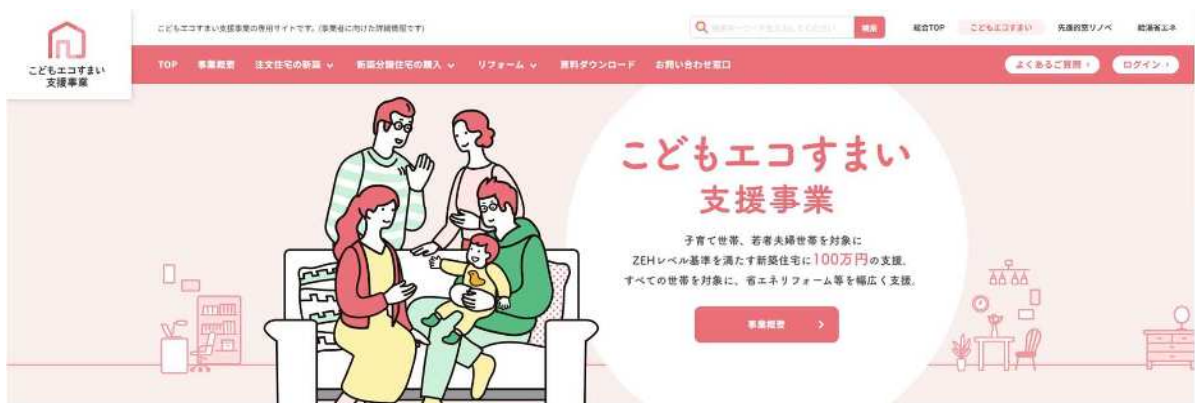 こどもエコすまい
支援事業
こどもエコすまい支援事業の専用サイトです。(事業者に向けた詳細情報です)
検索
総合TOP こどもエコすまい 先進的窓リノベ 給湯省エネ
TOP 事業概要 注文住宅の新築 新築分譲住宅の購入 リフォーム 資料ダウンロード お問い合わせ窓口 よくあるご質問 ログイン
こどもエコすまい
支援事業
子育て世帯、若者夫婦世帯を対象に
ZEHレベル基準を満たす新築住宅に100万円の支援。
すべての世帯を対象に、省エネリフォーム等を幅広く支援。
事業概要